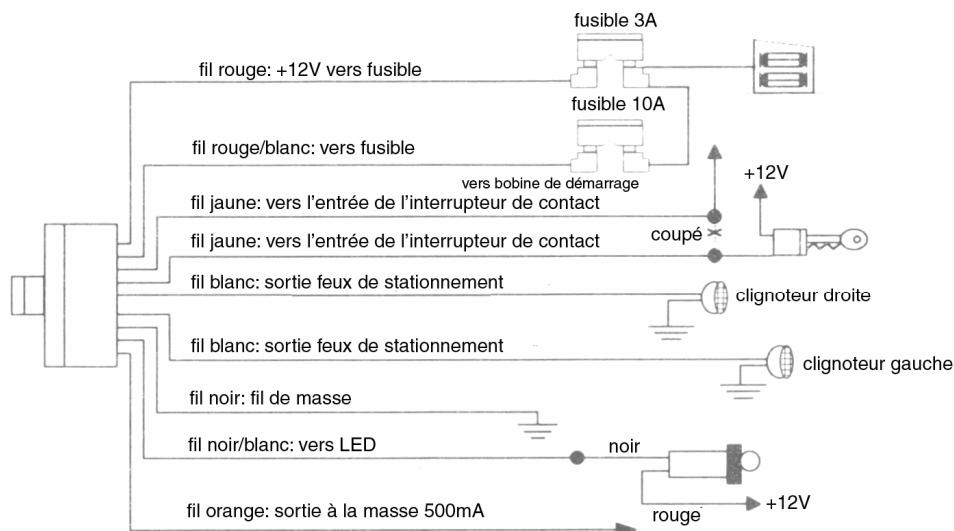 fusible 3A
fil rouge: +12V vers fusible
fusible 10A
fil rouge/blanc: vers fusible
vers bobine de démarrage
+12V
fil jaune: vers l'entrée de l'interrupteur de contact
coupé
fil jaune: vers l'entrée de l'interrupteur de contact
fil blanc: sortie feux de stationnement
clignoteur droite
fil blanc: sortie feux de stationnement
clignoteur gauche
fil noir: fil de masse
fil noir/blanc: vers LED
noir
fil orange: sortie à la masse 500mA
rouge
+12V